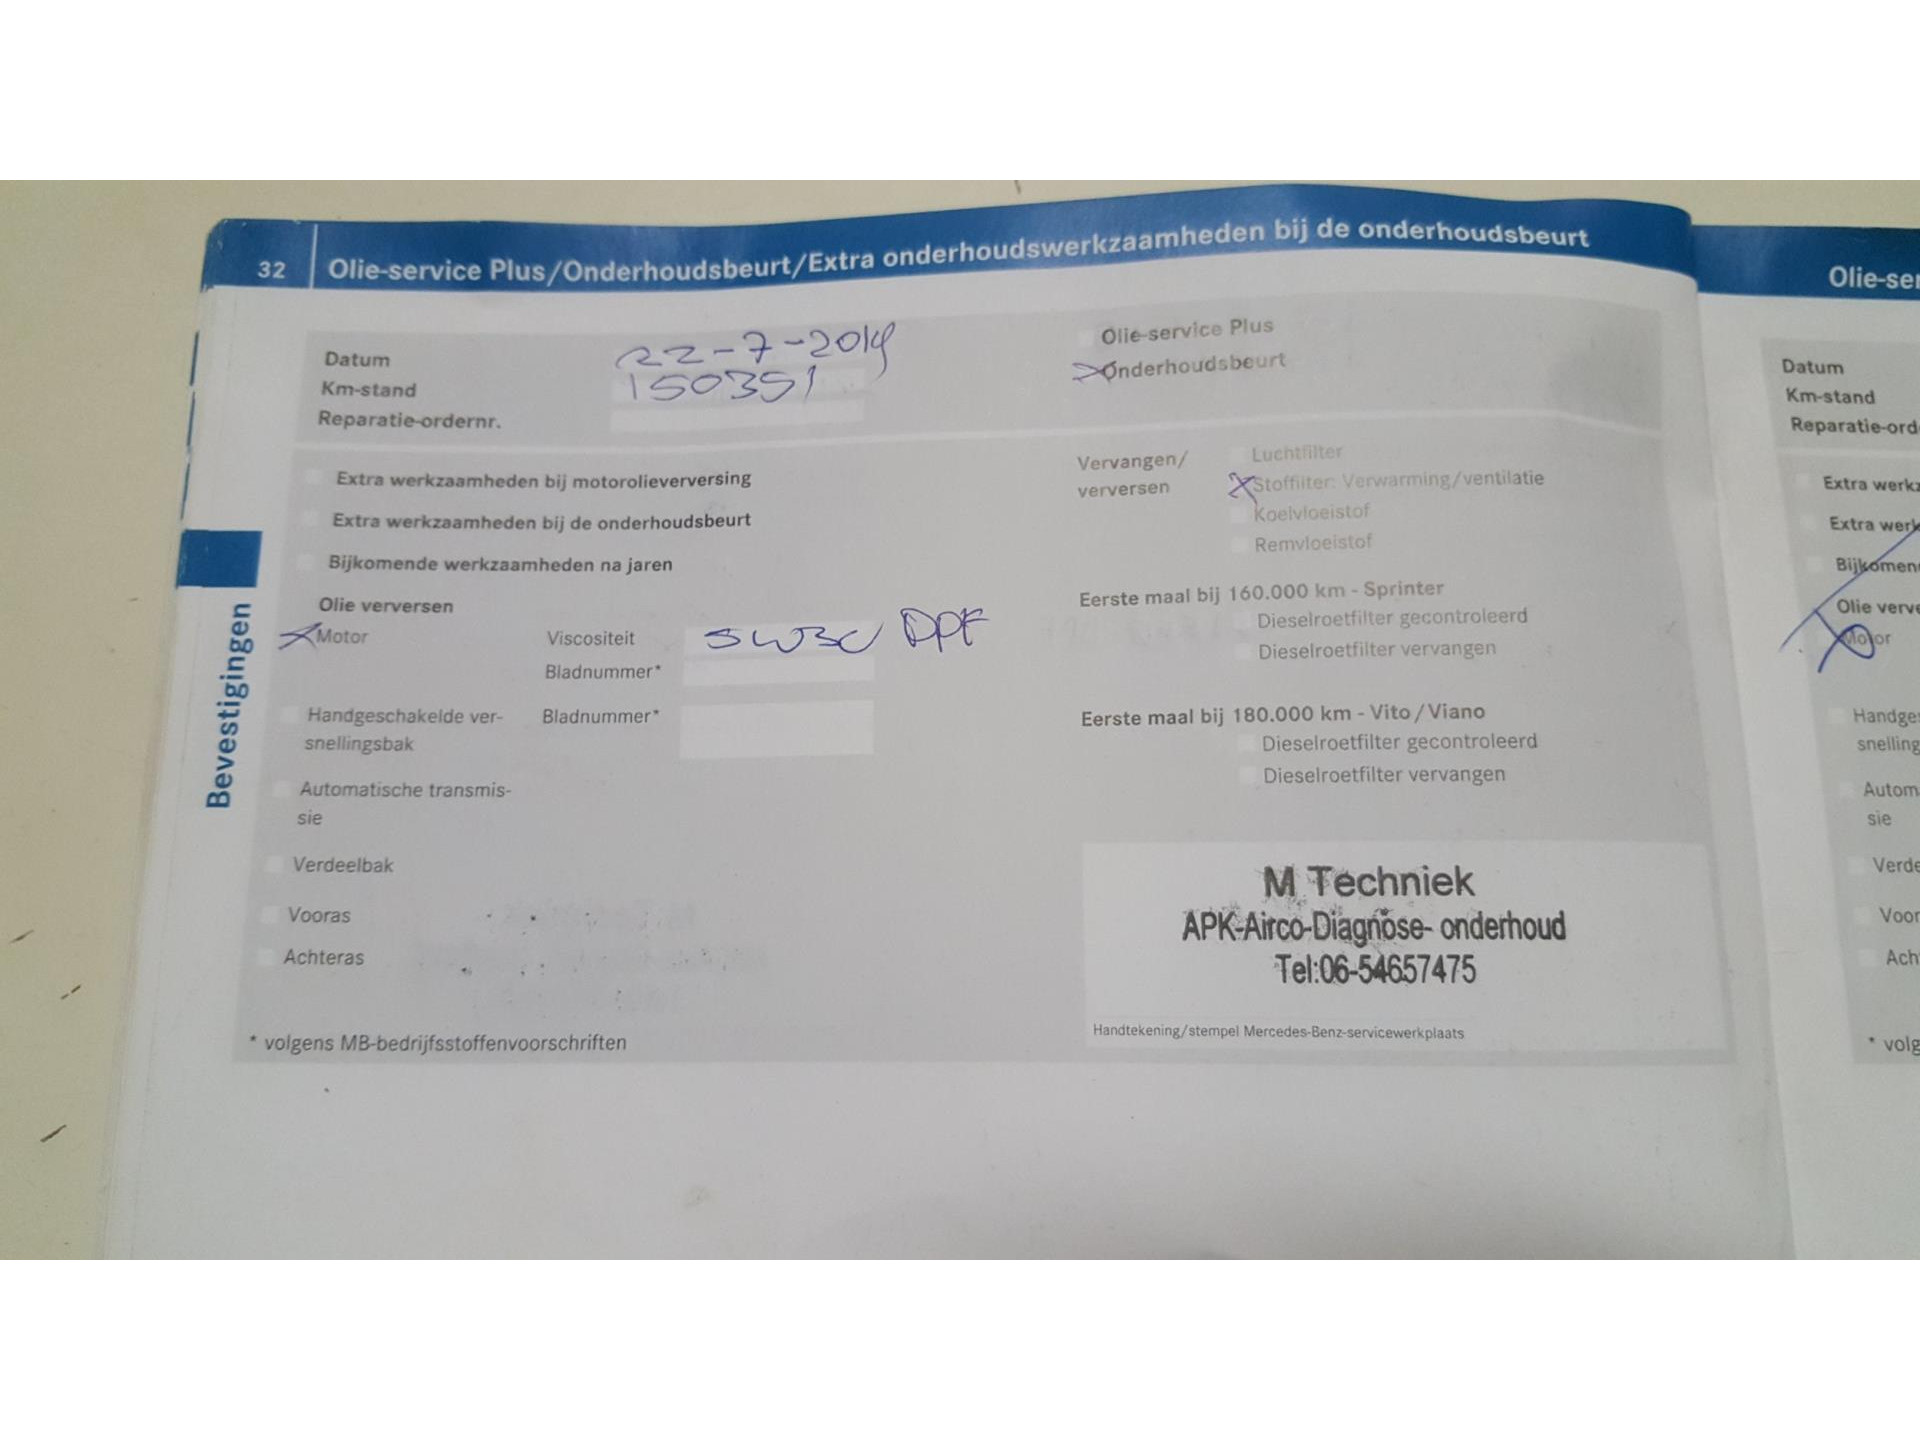 32 Olie-service Plus/Onderhoudsbeurt/Extra onderhoudswerkzaamheden bij de onderhoudsbeurt
Datum 22-7-2019
Km-stand 150351
Reparatie-ordernr.
Olie-service Plus
Onderhoudsbeurt
Extra werkzaamheden bij motorolieverversing
Extra werkzaamheden bij de onderhoudsbeurt
Bijkomende werkzaamheden na jaren
Olie verversen
Motor Viscositeit 5W30 DPF
Bladnummer*
Handgeschakelde ver- Bladnummer*
snellingsbak
Automatische transmis-
sie
Verdeelbak
Vooras
Achteras
* volgens MB-bedrijfsstoffenvoorschriften
Vervangen/ Luchtfilter
verversen Stoffilter: Verwarming/ventilatie
Koelvloeistof
Remvloeistof
Eerste maal bij 160.000 km - Sprinter
Dieselroetfilter gecontroleerd
Dieselroetfilter vervangen
Eerste maal bij 180.000 km - Vito/Viano
Dieselroetfilter gecontroleerd
Dieselroetfilter vervangen
M Techniek
APK-Airco-Diagnose- onderhoud
Tel:06-54657475
Handtekening/stempel Mercedes-Benz-servicewerkplaats
Bevestigingen
Olie-ser
Datum
Km-stand
Reparatie-ord
Extra werkz
Extra werk
Bijkomen
Olie verve
Motor
Handges
snelling
Autom
sie
Verde
Voor
Ach
* volg